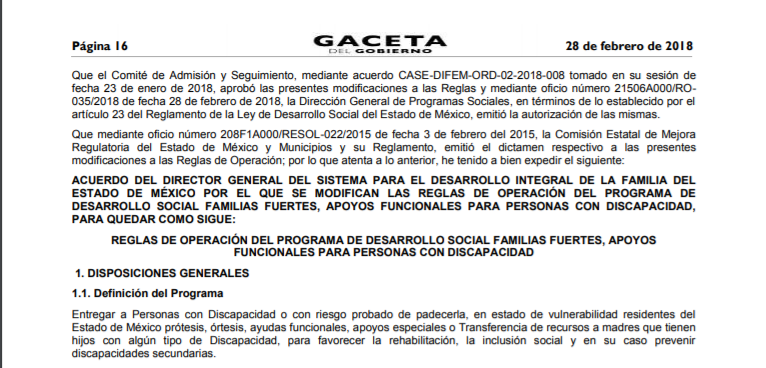 Página 16
GACETA
DEL GOBIERNO
28 de febrero de 2018
Que el Comité de Admisión y Seguimiento, mediante acuerdo CASE-DIFEM-ORD-02-2018-008 tomado en su sesión de
fecha 23 de enero de 2018, aprobó las presentes modificaciones a las Reglas y mediante oficio número 21506A000/RO-
035/2018 de fecha 28 de febrero de 2018, la Dirección General de Programas Sociales, en términos de lo establecido por el
artículo 23 del Reglamento de la Ley de Desarrollo Social del Estado de México, emitió la autorización de las mismas.
Que mediante oficio número 208F1A000/RESOL-022/2015 de fecha 3 de febrero del 2015, la Comisión Estatal de Mejora
Regulatoria del Estado de México y Municipios y su Reglamento, emitió el dictamen respectivo a las presentes
modificaciones a las Reglas de Operación; por lo que atenta a lo anterior, he tenido a bien expedir el siguiente:
ACUERDO DEL DIRECTOR GENERAL DEL SISTEMA PARA EL DESARROLLO INTEGRAL DE LA FAMILIA DEL
ESTADO DE MÉXICO POR EL QUE SE MODIFICAN LAS REGLAS DE OPERACIÓN DEL PROGRAMA DE
DESARROLLO SOCIAL FAMILIAS FUERTES, APOYOS FUNCIONALES PARA PERSONAS CON DISCAPACIDAD,
PARA QUEDAR COMO SIGUE:
REGLAS DE OPERACIÓN DEL PROGRAMA DE DESARROLLO SOCIAL FAMILIAS FUERTES, APOYOS
FUNCIONALES PARA PERSONAS CON DISCAPACIDAD
1. DISPOSICIONES GENERALES
1.1. Definición del Programa
Entregar a Personas con Discapacidad o con riesgo probado de padecerla, en estado de vulnerabilidad residentes del
Estado de México prótesis, órtesis, ayudas funcionales, apoyos especiales o Transferencia de recursos a madres que tienen
hijos con algún tipo de Discapacidad, para favorecer la rehabilitación, la inclusión social y en su caso prevenir
discapacidades secundarias.